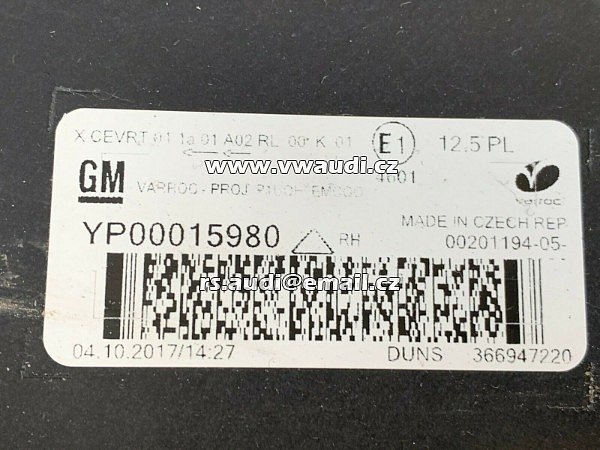 X CEVRT 01 1a 01 A02 RL 00 K 01 E1 12.5 PL
www.vwaudi.cz
GM
VARROC - PROJ
varroc
MADE IN CZECH REP
YP00015980 RH 00201194-05-
rs.audi@email.cz
04.10.2017/14:27 DUNS 366947220